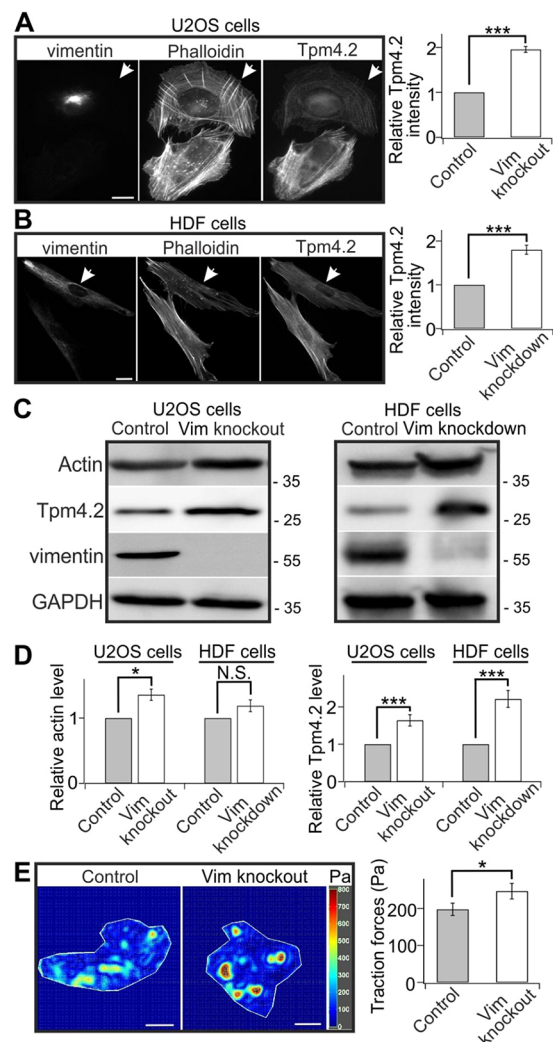 A
U2OS cells
vimentin Phalloidin Tpm4.2
Relative Tpm4.2
intensity
2
1
0
***
Control
Vim
knockout
B
HDF cells
vimentin Phalloidin Tpm4.2
Relative Tpm4.2
intensity
2
1
0
***
Control
Vim
knockdown
C
U2OS cells
Control Vim knockout
HDF cells
Control Vim knockdown
Actin
- 35
- 35
Tpm4.2
- 25
- 25
vimentin
- 55
- 55
GAPDH
- 35
- 35
D
U2OS cells HDF cells
* N.S.
Relative actin level
1
0
Control
Vim
knockout
Control
Vim
knockdown
U2OS cells HDF cells
*** ***
Relative Tpm4.2 level
2
1
0
Control
Vim
knockout
Control
Vim
knockdown
E
Control Vim knockout Pa
800
700
600
500
400
300
200
100
0
Traction forces (Pa)
200
100
0
*
Control
Vim
knockout